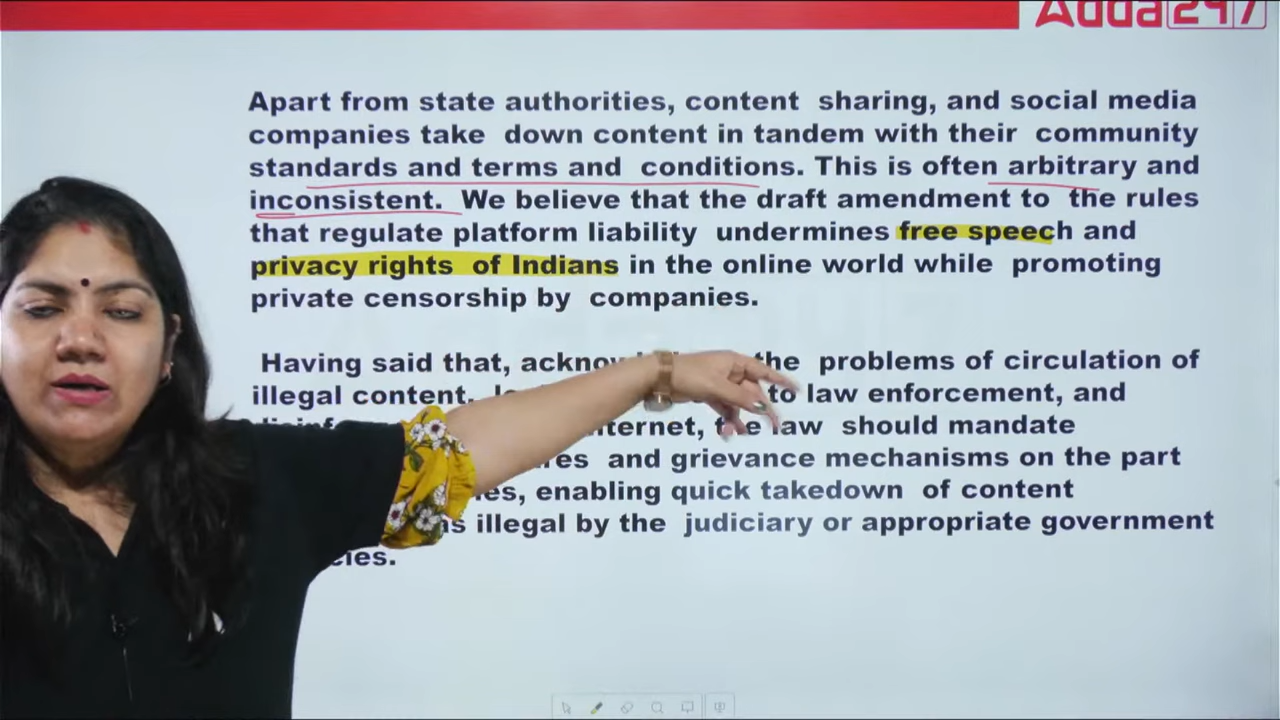 Adda247
Apart from state authorities, content sharing, and social media
companies take down content in tandem with their community
standards and terms and conditions. This is often arbitrary and
inconsistent. We believe that the draft amendment to the rules
that regulate platform liability undermines free speech and
privacy rights of Indians in the online world while promoting
private censorship by companies.
Having said that, the problems of circulation of
illegal content, to law enforcement, and
the law should mandate
and grievance mechanisms on the part
enabling quick takedown of content
illegal by the judiciary or appropriate government